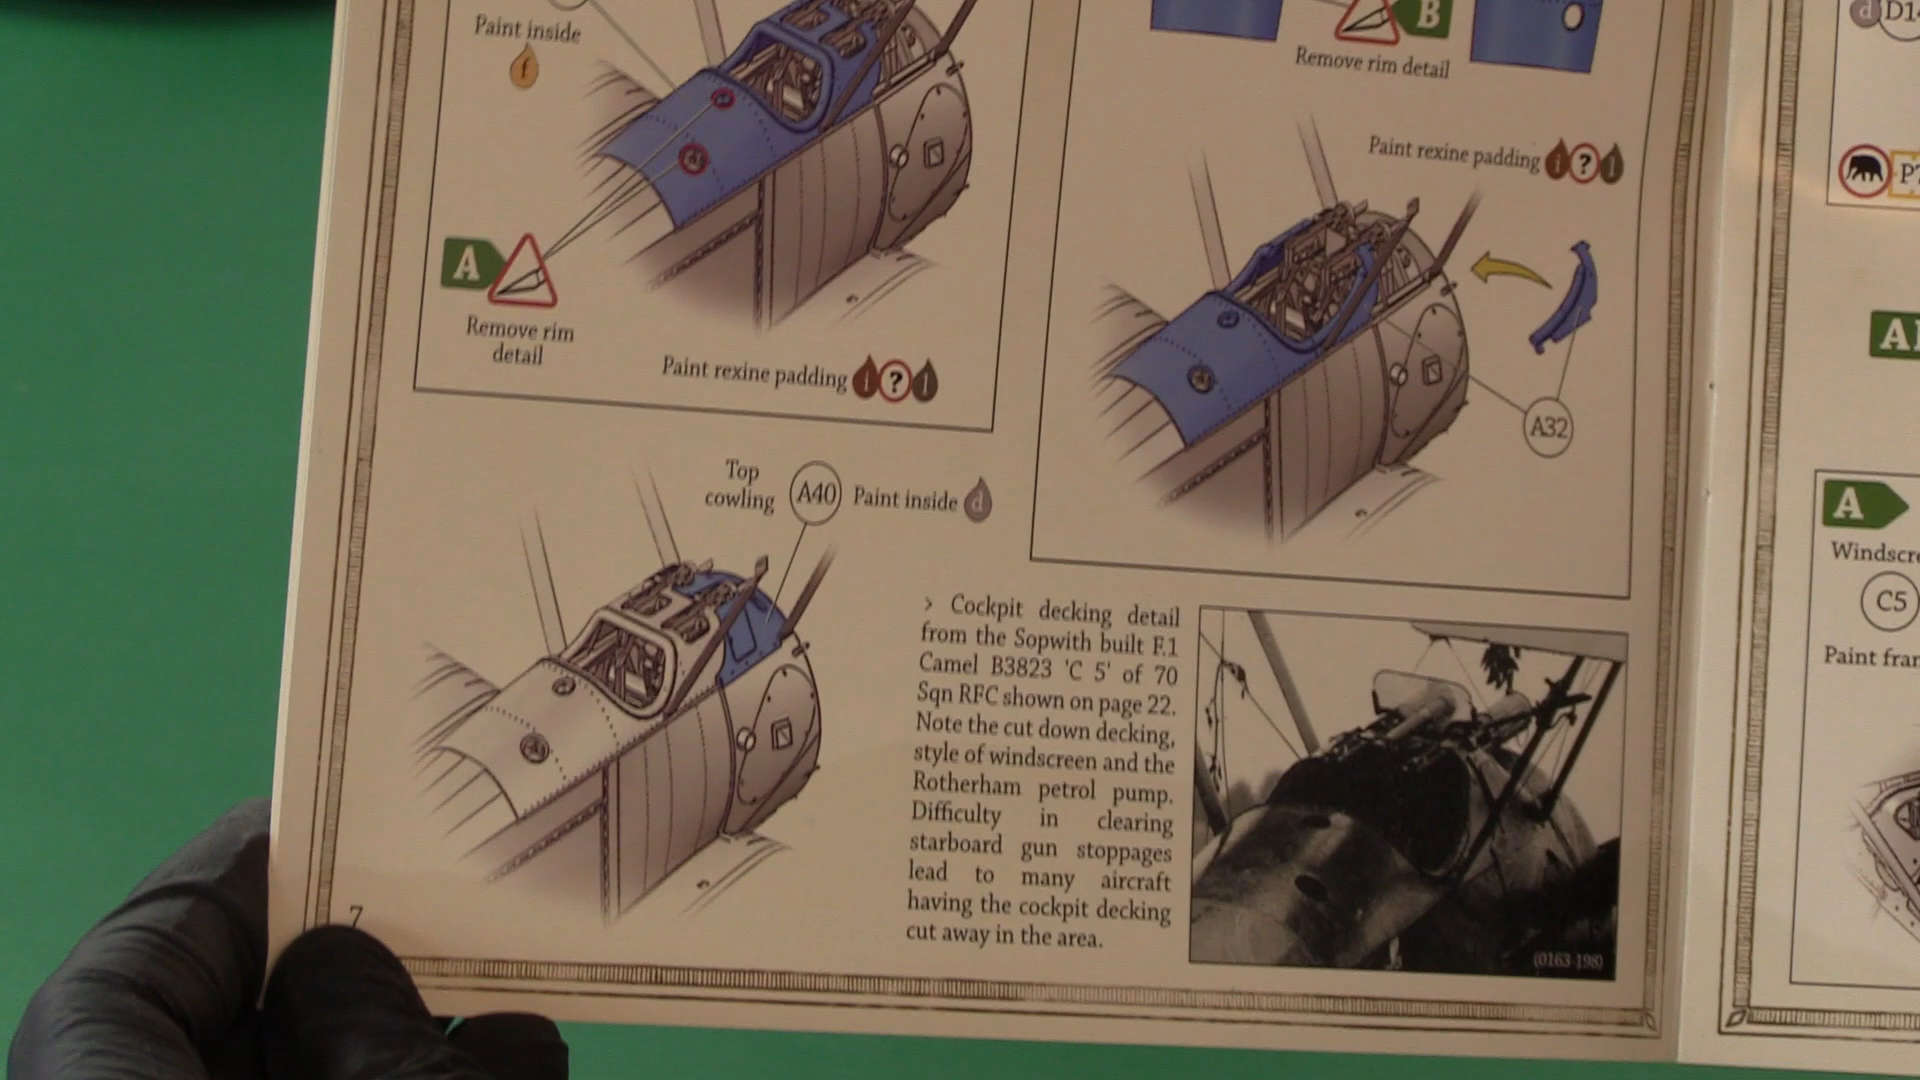 Paint inside
f
A
Remove rim
detail
Paint rexine padding i ? l
B
Remove rim detail
Paint rexine padding i ? l
A32
Top
cowling
A40
Paint inside d
> Cockpit decking detail
from the Sopwith built F.1
Camel B3823 'C 5' of 70
Sqn RFC shown on page 22.
Note the cut down decking,
style of windscreen and the
Rotherham petrol pump.
Difficulty in clearing
starboard gun stoppages
lead to many aircraft
having the cockpit decking
cut away in the area.
(0163-198)
7
d
A
Paint
C5